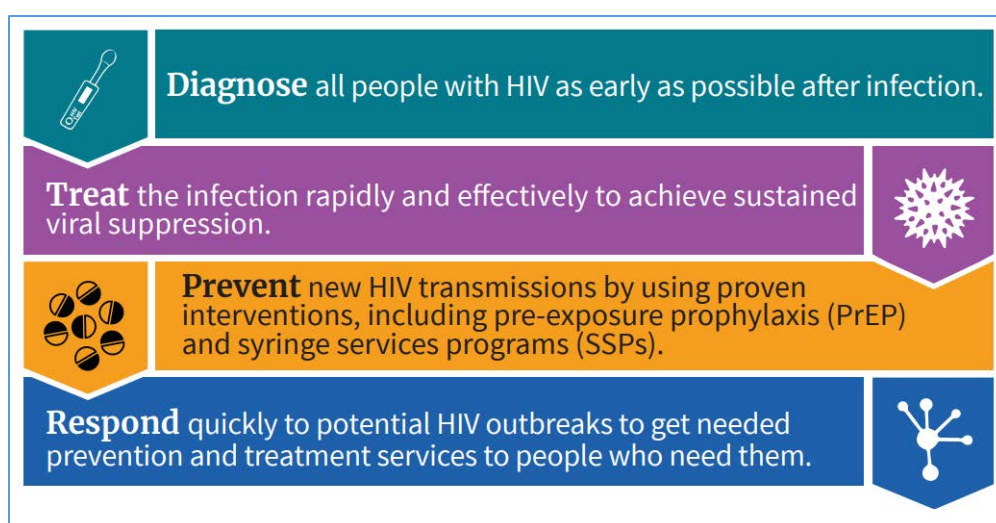 Diagnose all people with HIV as early as possible after infection.
Treat the infection rapidly and effectively to achieve sustained
viral suppression.
Prevent new HIV transmissions by using proven
interventions, including pre-exposure prophylaxis (PrEP)
and syringe services programs (SSPs).
Respond quickly to potential HIV outbreaks to get needed
prevention and treatment services to people who need them.